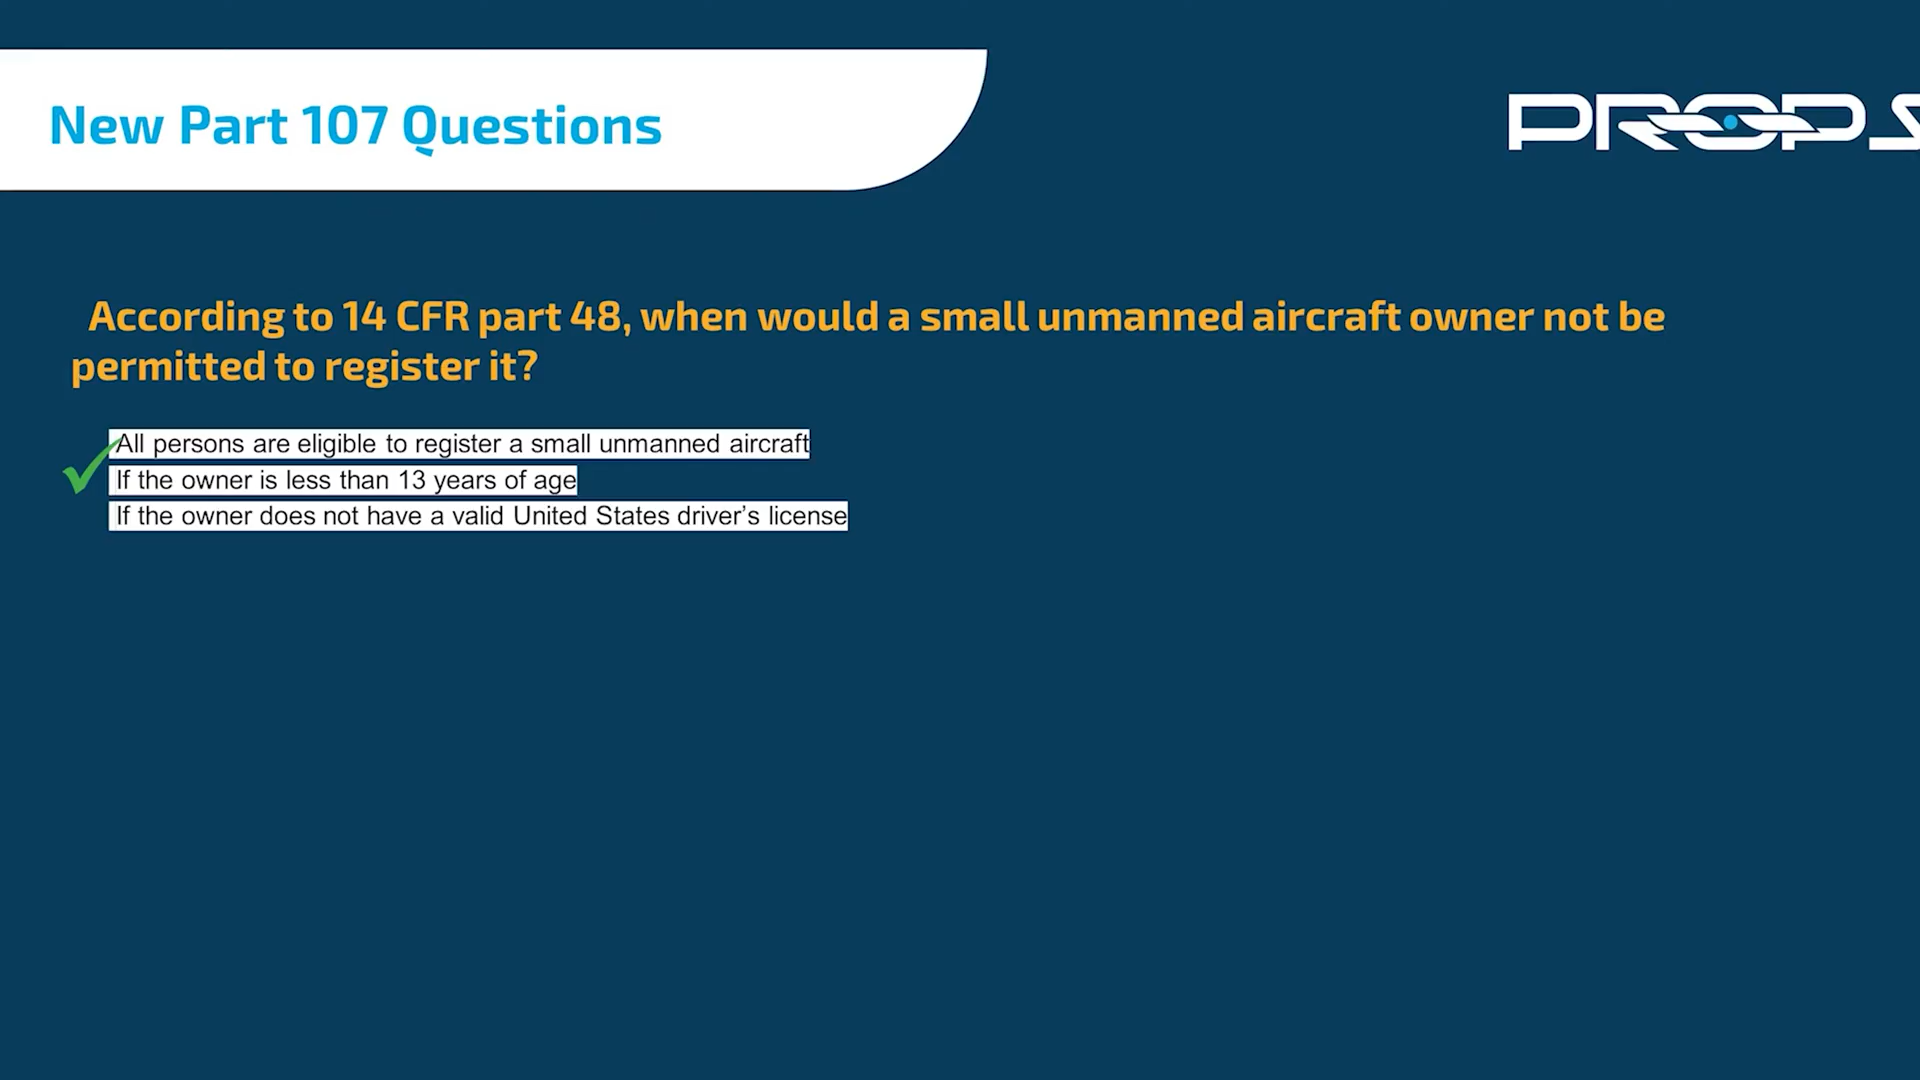 New Part 107 Questions
PROPS
According to 14 CFR part 48, when would a small unmanned aircraft owner not be
permitted to register it?
All persons are eligible to register a small unmanned aircraft
If the owner is less than 13 years of age
If the owner does not have a valid United States driver’s license